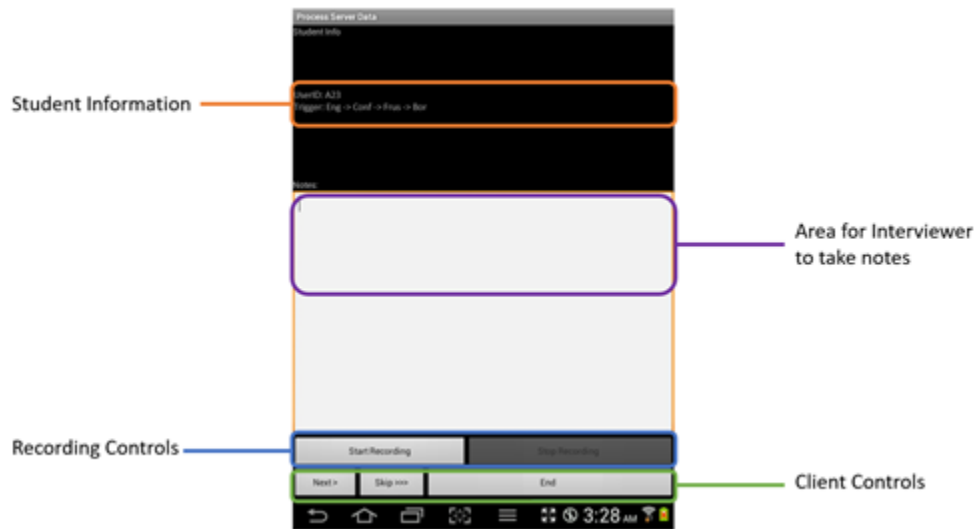 Process Server Data
Student Info
Student Information
UserID: A23
Trigger: Eng -> Conf -> Frus -> Bor
Notes:
Area for Interviewer
to take notes
Recording Controls
Start Recording
Stop Recording
Next >
Skip >>>
End
Client Controls
3:28 AM